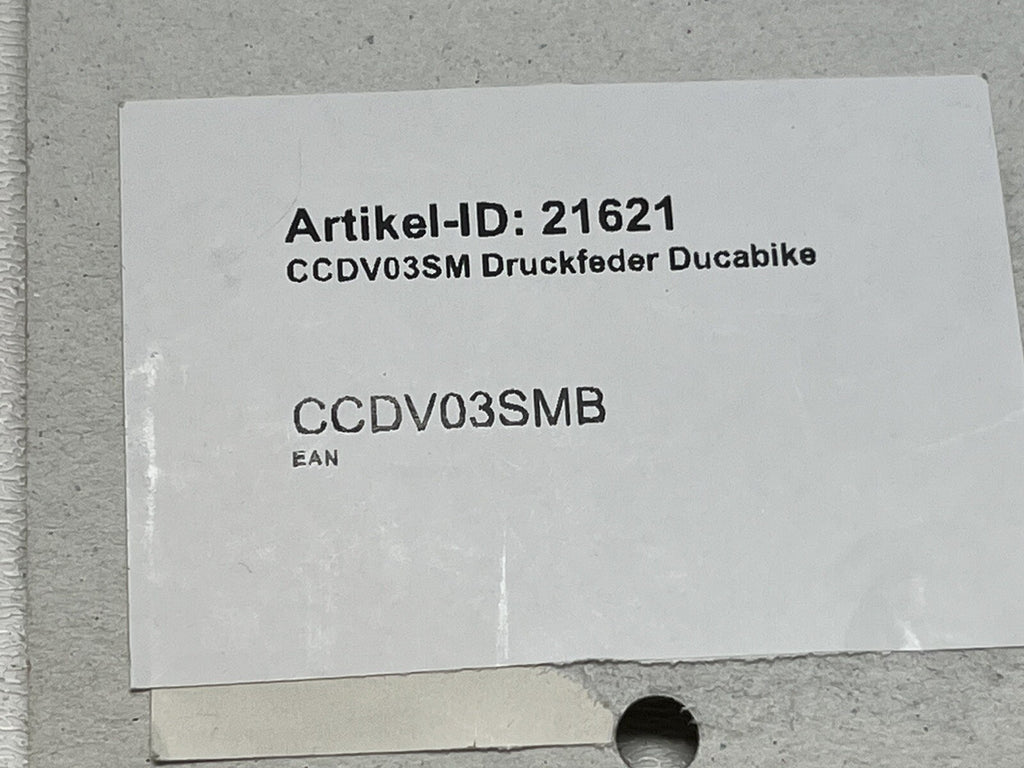 Artikel-ID: 21621
CCDV03SM Druckfeder Ducabike
CCDV03SMB
EAN